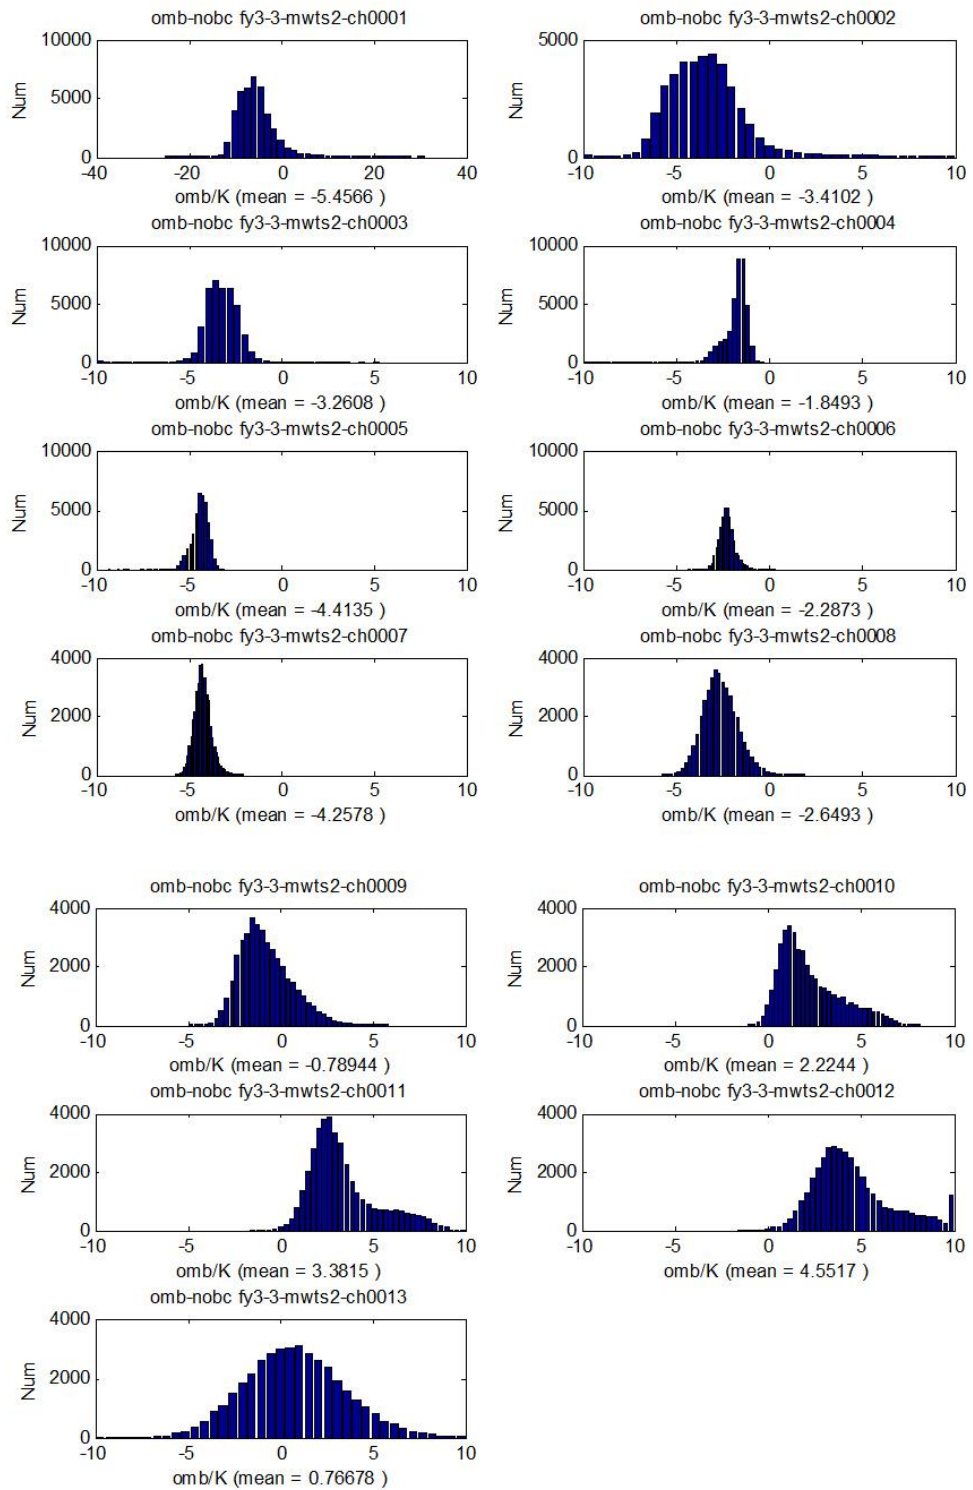 omb-nobc fy3-3-mwts2-ch0001
10000
5000
0
Num
-40 -20 0 20 40
omb/K (mean = -5.4566 )
omb-nobc fy3-3-mwts2-ch0002
5000
0
Num
-10 -5 0 5 10
omb/K (mean = -3.4102 )
omb-nobc fy3-3-mwts2-ch0003
10000
5000
0
Num
-10 -5 0 5 10
omb/K (mean = -3.2608 )
omb-nobc fy3-3-mwts2-ch0004
10000
5000
0
Num
-10 -5 0 5 10
omb/K (mean = -1.8493 )
omb-nobc fy3-3-mwts2-ch0005
10000
5000
0
Num
-10 -5 0 5 10
omb/K (mean = -4.4135 )
omb-nobc fy3-3-mwts2-ch0006
10000
5000
0
Num
-10 -5 0 5 10
omb/K (mean = -2.2873 )
omb-nobc fy3-3-mwts2-ch0007
4000
2000
0
Num
-10 -5 0 5 10
omb/K (mean = -4.2578 )
omb-nobc fy3-3-mwts2-ch0008
4000
2000
0
Num
-10 -5 0 5 10
omb/K (mean = -2.6493 )
omb-nobc fy3-3-mwts2-ch0009
4000
2000
0
Num
-10 -5 0 5 10
omb/K (mean = -0.78944 )
omb-nobc fy3-3-mwts2-ch0010
4000
2000
0
Num
-10 -5 0 5 10
omb/K (mean = 2.2244 )
omb-nobc fy3-3-mwts2-ch0011
4000
2000
0
Num
-10 -5 0 5 10
omb/K (mean = 3.3815 )
omb-nobc fy3-3-mwts2-ch0012
4000
2000
0
Num
-10 -5 0 5 10
omb/K (mean = 4.5517 )
omb-nobc fy3-3-mwts2-ch0013
4000
2000
0
Num
-10 -5 0 5 10
omb/K (mean = 0.76678 )